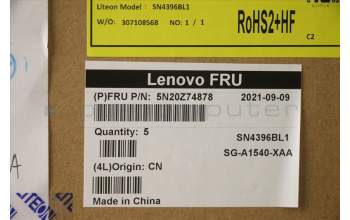 Liteon Model : SN4396BL1
W/O: 307108568 NO: 1 / 1
RoHS2+HF
C2
Lenovo FRU
(P)FRU P/N: 5N20Z74878 2021-09-09
Quantity: 5 SN4396BL1
SG-A1540-XAA
(4L)Origin: CN
Made in China
LITEON